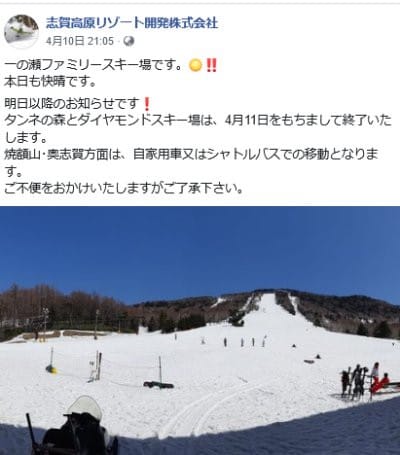 志賀高原リゾート開発株式会社
4月10日 21:05 ·
一の瀬ファミリースキー場です。🌞‼️
本日も快晴です。
明日以降のお知らせです❗
タンネの森とダイヤモンドスキー場は、4月11日をもちまして終了いた
します。
焼額山・奥志賀方面は、自家用車又はシャトルバスでの移動となりま
す。
ご不便をおかけいたしますがご了承下さい。